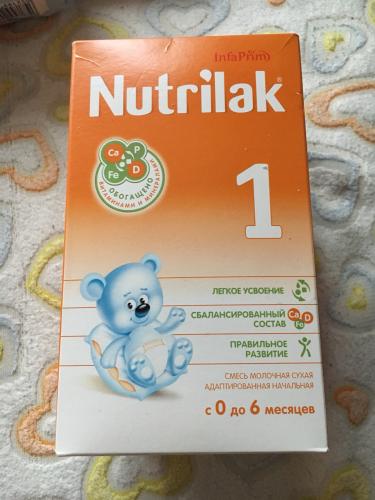 InfaPrim
Nutrilak®
Ca P
Fe D
ОБОГАЩЕНО
ВИТАМИНАМИ И МИНЕРАЛАМИ
1
ЛЕГКОЕ УСВОЕНИЕ
СБАЛАНСИРОВАННЫЙ
СОСТАВ
Ca D
Fe
ПРАВИЛЬНОЕ
РАЗВИТИЕ
СМЕСЬ МОЛОЧНАЯ СУХАЯ
АДАПТИРОВАННАЯ НАЧАЛЬНАЯ
с 0 до 6 месяцев